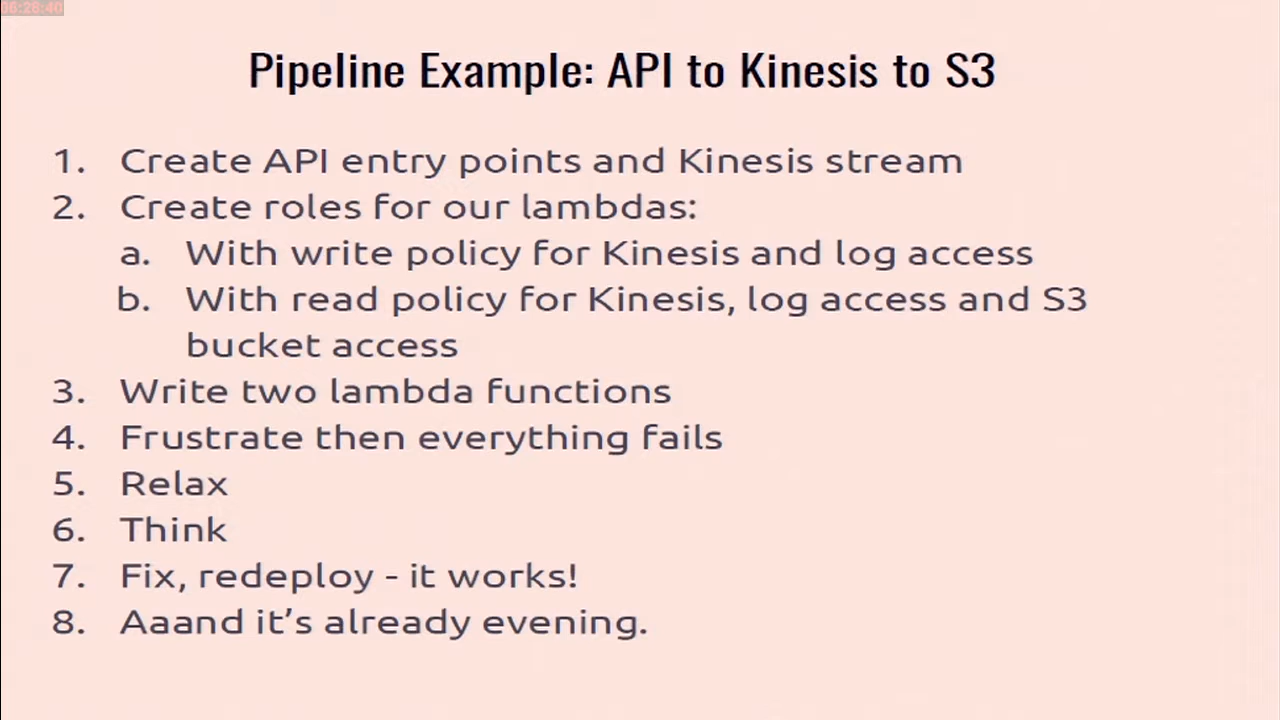 06:28:40
Pipeline Example: API to Kinesis to S3
1. Create API entry points and Kinesis stream
2. Create roles for our lambdas:
a. With write policy for Kinesis and log access
b. With read policy for Kinesis, log access and S3
bucket access
3. Write two lambda functions
4. Frustrate then everything fails
5. Relax
6. Think
7. Fix, redeploy - it works!
8. Aaand it’s already evening.